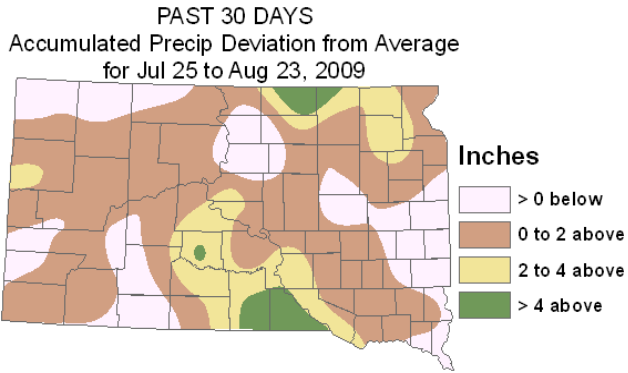 PAST 30 DAYS
Accumulated Precip Deviation from Average
for Jul 25 to Aug 23, 2009
Inches
> 0 below
0 to 2 above
2 to 4 above
> 4 above